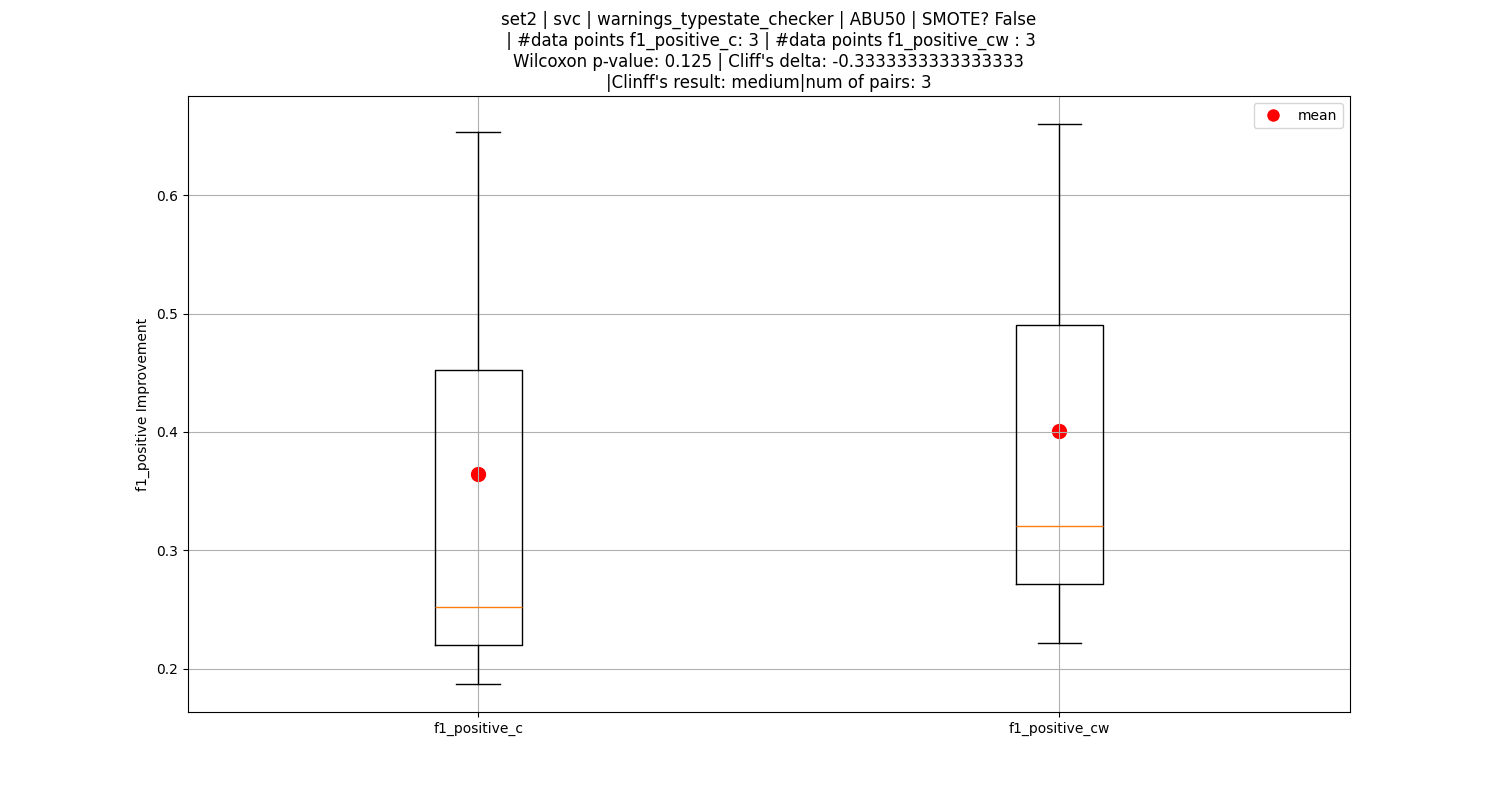 set2 | svc | warnings_typestate_checker | ABU50 | SMOTE? False
| #data points f1_positive_c: 3 | #data points f1_positive_cw : 3
Wilcoxon p-value: 0.125 | Cliff's delta: -0.3333333333333333
|Clinff's result: medium|num of pairs: 3
mean
0.6
0.5
0.4
0.3
0.2
f1_positive Improvement
f1_positive_c
f1_positive_cw